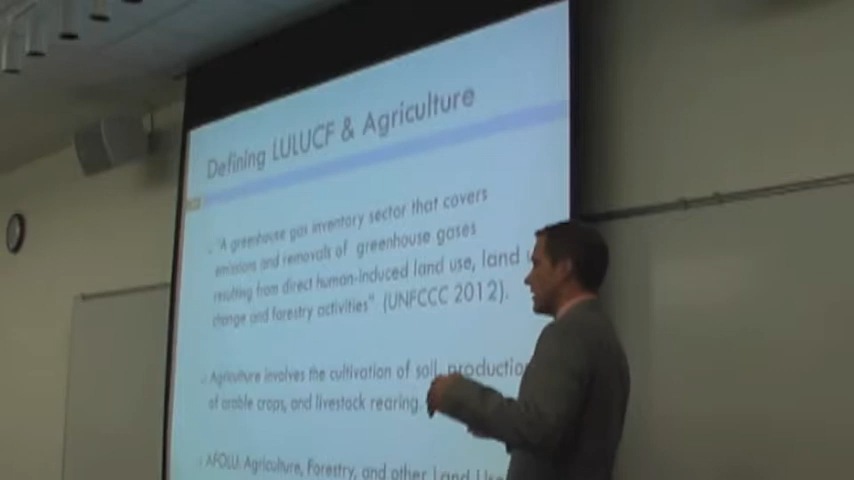 Defining LULUCF & Agriculture
"A greenhouse gas inventory sector that covers
emissions and removals of greenhouse gases
resulting from direct human-induced land use, land
change and forestry activities". (UNFCCC 2012).
Agriculture involves the cultivation of soil, production
of arable crops, and livestock rearing.
AFOLU: Agriculture, Forestry, and other Land Use